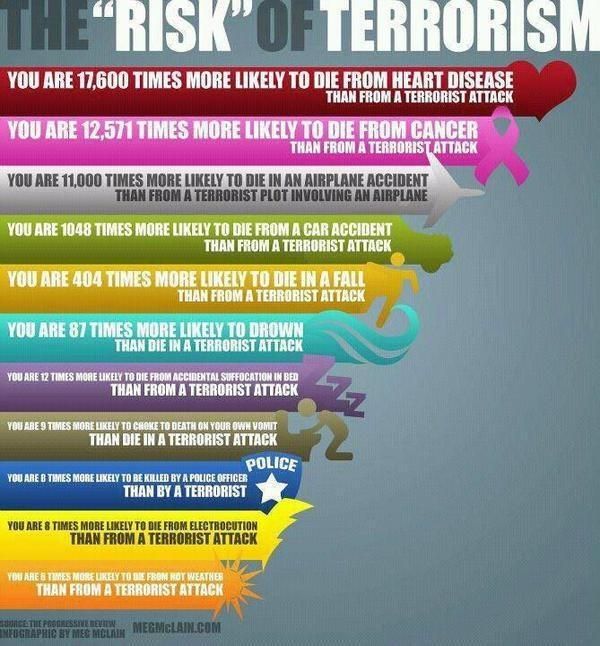 THE "RISK" OF TERRORISM
YOU ARE 17,600 TIMES MORE LIKELY TO DIE FROM HEART DISEASE
THAN FROM A TERRORIST ATTACK
YOU ARE 12,571 TIMES MORE LIKELY TO DIE FROM CANCER
THAN FROM A TERRORIST ATTACK
YOU ARE 11,000 TIMES MORE LIKELY TO DIE IN AN AIRPLANE ACCIDENT
THAN FROM A TERRORIST PLOT INVOLVING AN AIRPLANE
YOU ARE 1048 TIMES MORE LIKELY TO DIE FROM A CAR ACCIDENT
THAN FROM A TERRORIST ATTACK
YOU ARE 404 TIMES MORE LIKELY TO DIE IN A FALL
THAN FROM A TERRORIST ATTACK
YOU ARE 87 TIMES MORE LIKELY TO DROWN
THAN DIE IN A TERRORIST ATTACK
YOU ARE 12 TIMES MORE LIKELY TO DIE FROM ACCIDENTAL SUFFOCATION IN BED
THAN FROM A TERRORIST ATTACK
ZZZ
YOU ARE 9 TIMES MORE LIKELY TO CHOKE TO DEATH ON YOUR OWN VOMIT
THAN DIE IN A TERRORIST ATTACK
POLICE
YOU ARE 8 TIMES MORE LIKELY TO BE KILLED BY A POLICE OFFICER
THAN BY A TERRORIST
YOU ARE 8 TIMES MORE LIKELY TO DIE FROM ELECTROCUTION
THAN FROM A TERRORIST ATTACK
YOU ARE 6 TIMES MORE LIKELY TO DIE FROM HOT WEATHER
THAN FROM A TERRORIST ATTACK
SOURCE: THE PROGRESSIVE REVIEW
INFOGRAPHIC BY MEG MCLAIN MEGMCLAIN.COM